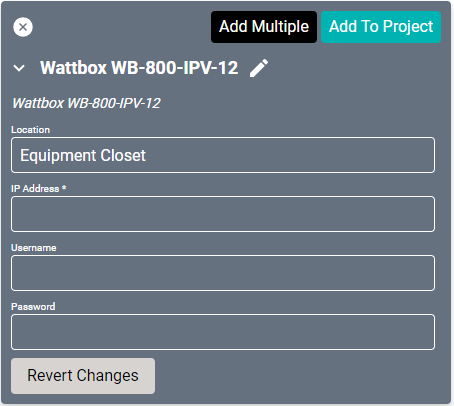 Add Multiple Add To Project
Wattbox WB-800-IPV-12
Wattbox WB-800-IPV-12
Location
Equipment Closet
IP Address *
Username
Password
Revert Changes